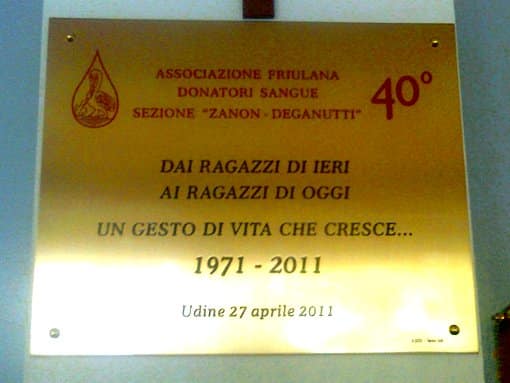 ASSOCIAZIONE FRIULANA
DONATORI SANGUE
SEZIONE "ZANON - DEGANUTTI"
40°
DAI RAGAZZI DI IERI
AI RAGAZZI DI OGGI
UN GESTO DI VITA CHE CRESCE...
1971 - 2011
Udine 27 aprile 2011